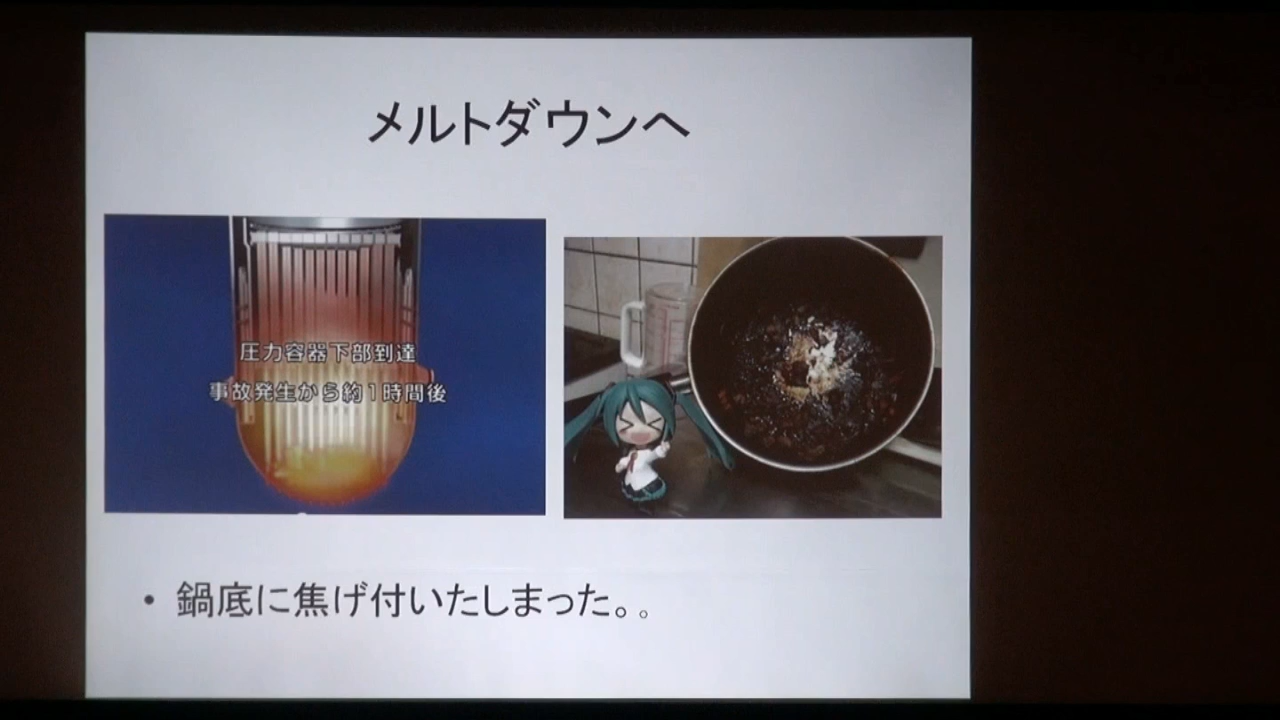 メルトダウンへ
圧力容器下部到達
事故発生から約1時間後
• 鍋底に焦げ付いたしまった。。